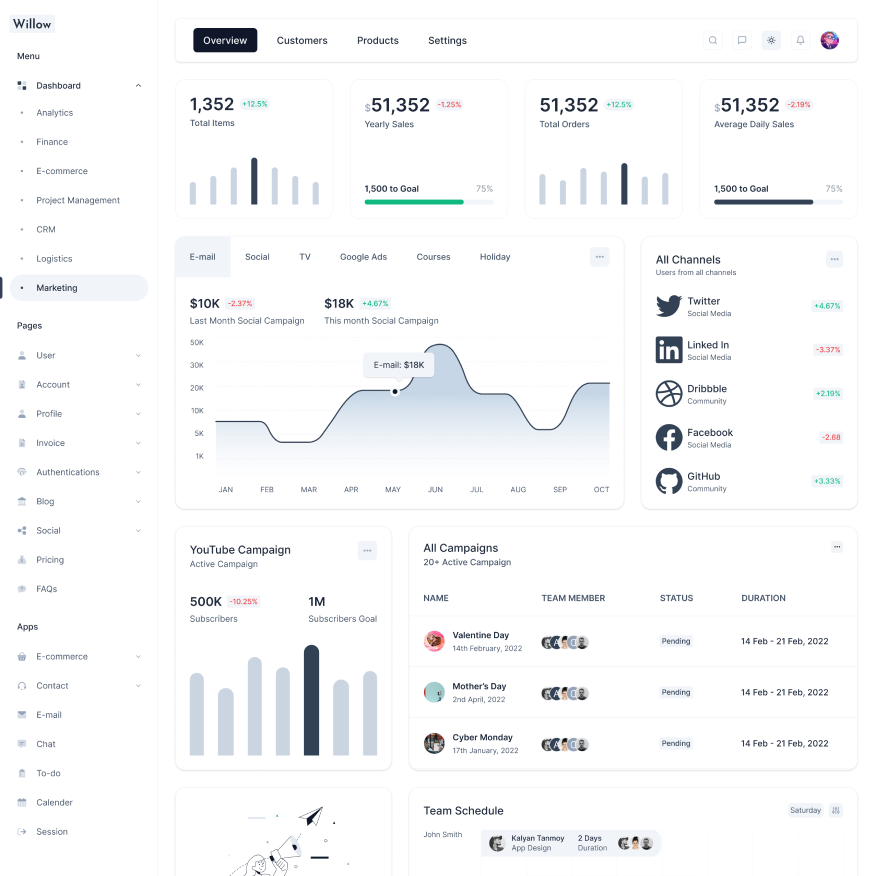 Willow
Menu
Dashboard
Analytics
Finance
E-commerce
Project Management
CRM
Logistics
Marketing
Pages
User
Account
Profile
Invoice
Authentications
Blog
Social
Pricing
FAQs
Apps
E-commerce
Contact
E-mail
Chat
To-do
Calender
Session
Overview Customers Products Settings
1,352 +12.5%
Total Items
$51,352 -1.25%
Yearly Sales
1,500 to Goal 75%
51,352 +12.5%
Total Orders
$51,352 -2.19%
Average Daily Sales
1,500 to Goal 75%
E-mail Social TV Google Ads Courses Holiday
$10K -2.37%
Last Month Social Campaign
$18K +4.67%
This month Social Campaign
50K
30K
20K
10K
5K
1K
E-mail: $18K
JAN FEB MAR APR MAY JUN JUL AUG SEP OCT
All Channels
Users from all channels
Twitter
Social Media
+4.67%
Linked In
Social Media
-3.37%
Dribbble
Community
+2.19%
Facebook
Social Media
-2.68
GitHub
Community
+3.33%
YouTube Campaign
Active Campaign
500K -10.25%
Subscribers
1M
Subscribers Goal
All Campaigns
20+ Active Campaign
NAME TEAM MEMBER STATUS DURATION
Valentine Day
14th February, 2022
Pending
14 Feb - 21 Feb, 2022
Mother's Day
2nd April, 2022
Pending
14 Feb - 21 Feb, 2022
Cyber Monday
17th January, 2022
Pending
14 Feb - 21 Feb, 2022
Team Schedule
Saturday
John Smith
Kalyan Tanmoy
App Design
2 Days
Duration